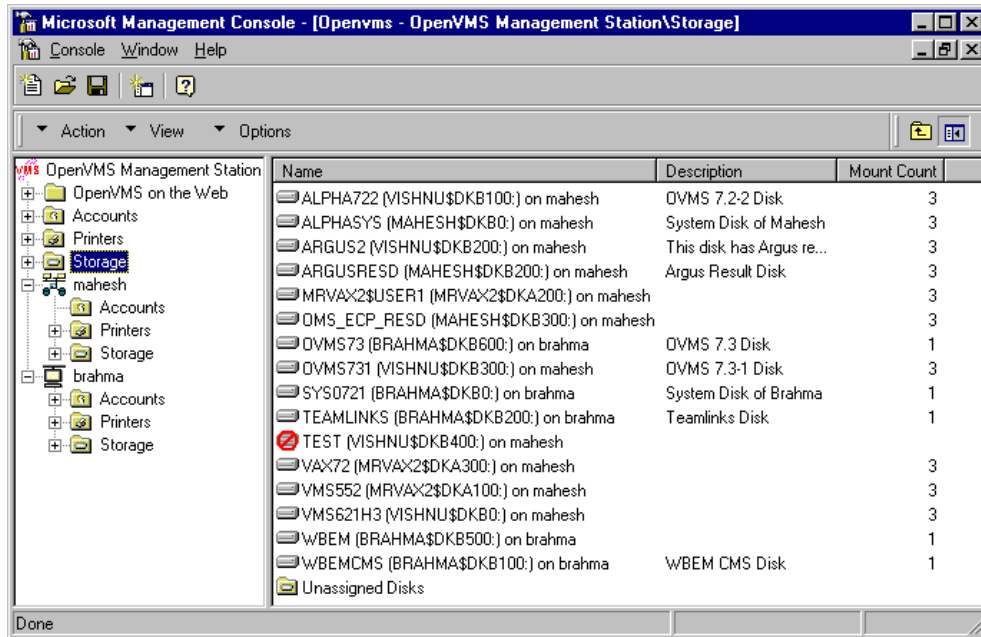 Microsoft Management Console - [Openvms - OpenVMS Management Station\Storage]
Console Window Help
Action View Options
VMS OpenVMS Management Station
OpenVMS on the Web
Accounts
Printers
Storage
mahesh
Accounts
Printers
Storage
brahma
Accounts
Printers
Storage
Name Description Mount Count
ALPHA722 (VISHNU$DKB100:) on mahesh OVMS 7.2-2 Disk 3
ALPHASYS (MAHESH$DKB0:) on mahesh System Disk of Mahesh 3
ARGUS2 (VISHNU$DKB200:) on mahesh This disk has Argus re... 3
ARGUSRESD (MAHESH$DKB200:) on mahesh Argus Result Disk 3
MRVAX2$USER1 (MRVAX2$DKA200:) on mahesh 3
OMS_ECP_RESD (MAHESH$DKB300:) on mahesh 3
OVMS73 (BRAHMA$DKB600:) on brahma OVMS 7.3 Disk 1
OVMS731 (VISHNU$DKB300:) on mahesh OVMS 7.3-1 Disk 3
SYS0721 (BRAHMA$DKB0:) on brahma System Disk of Brahma 1
TEAMLINKS (BRAHMA$DKB200:) on brahma Teamlinks Disk 1
TEST (VISHNU$DKB400:) on mahesh
VAX72 (MRVAX2$DKA300:) on mahesh 3
VMS552 (MRVAX2$DKA100:) on mahesh 3
VMS621H3 (VISHNU$DKB0:) on mahesh 3
WBEM (BRAHMA$DKB500:) on brahma 1
WBEMCMS (BRAHMA$DKB100:) on brahma WBEM CMS Disk 1
Unassigned Disks
Done